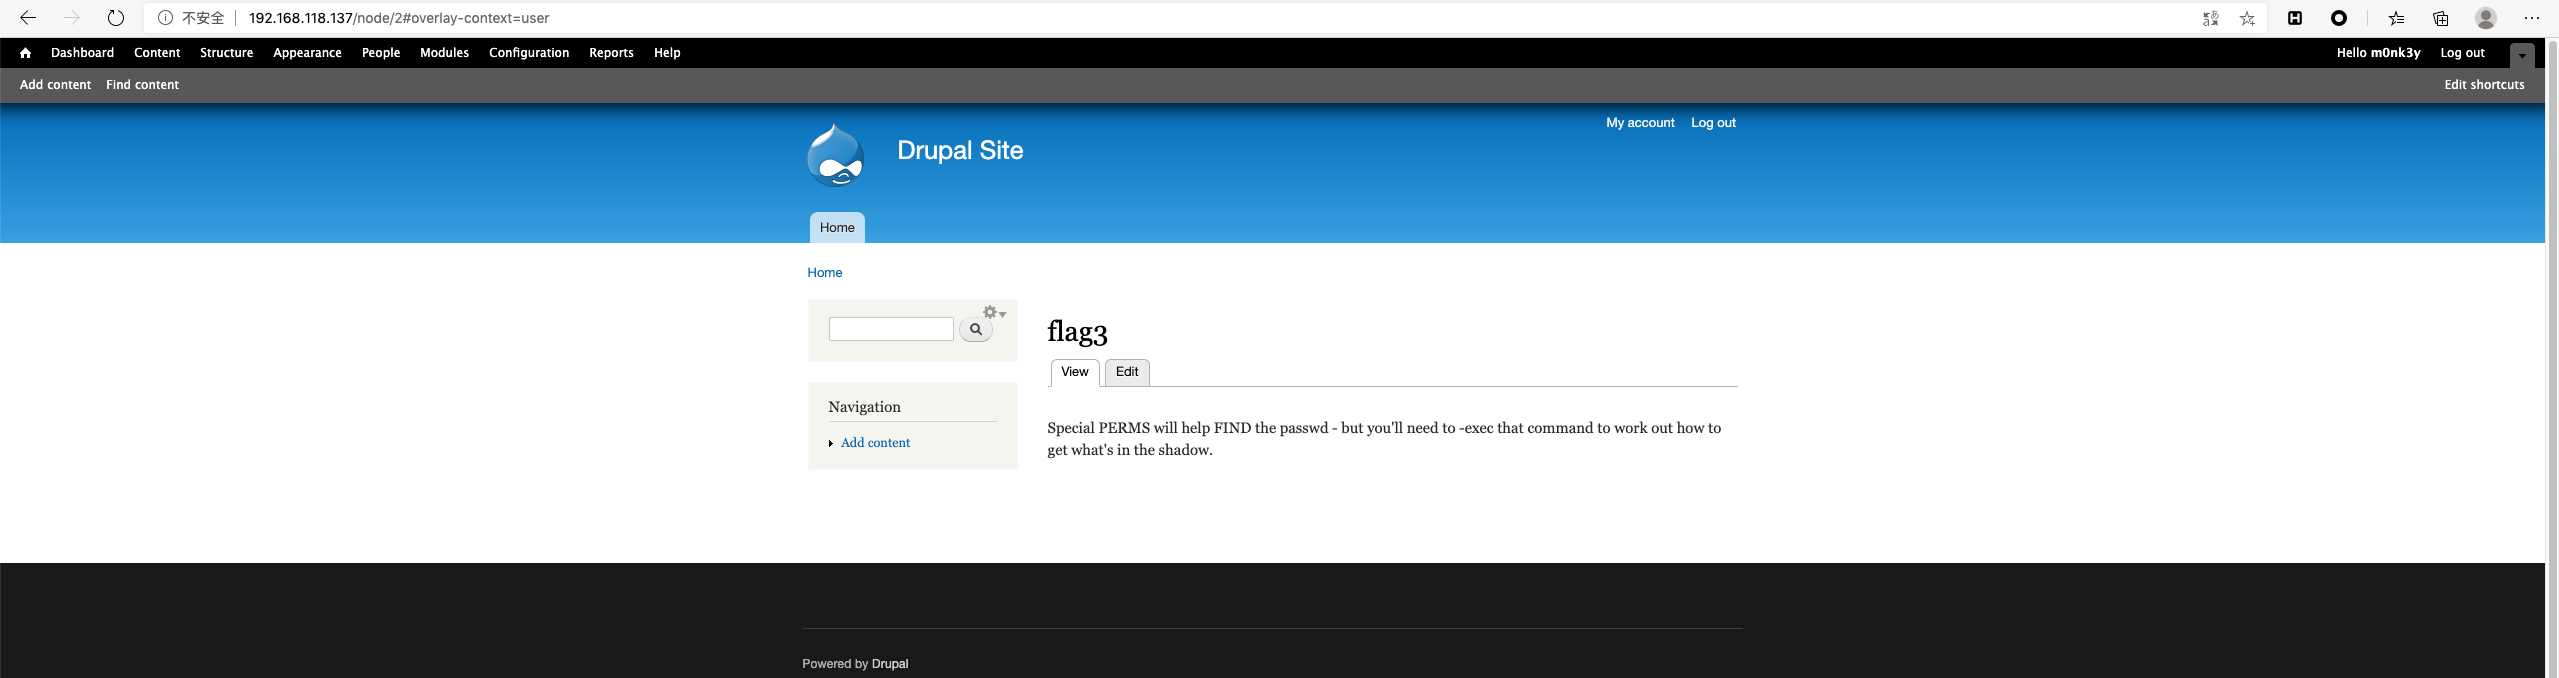 不安全 192.168.118.137/node/2#overlay-context=user
Dashboard Content Structure Appearance People Modules Configuration Reports Help Hello m0nk3y Log out
Add content Find content Edit shortcuts
My account Log out
Drupal Site
Home
Home
flag3
View Edit
Navigation
Add content
Special PERMS will help FIND the passwd - but you'll need to -exec that command to work out how to
get what's in the shadow.
Powered by Drupal